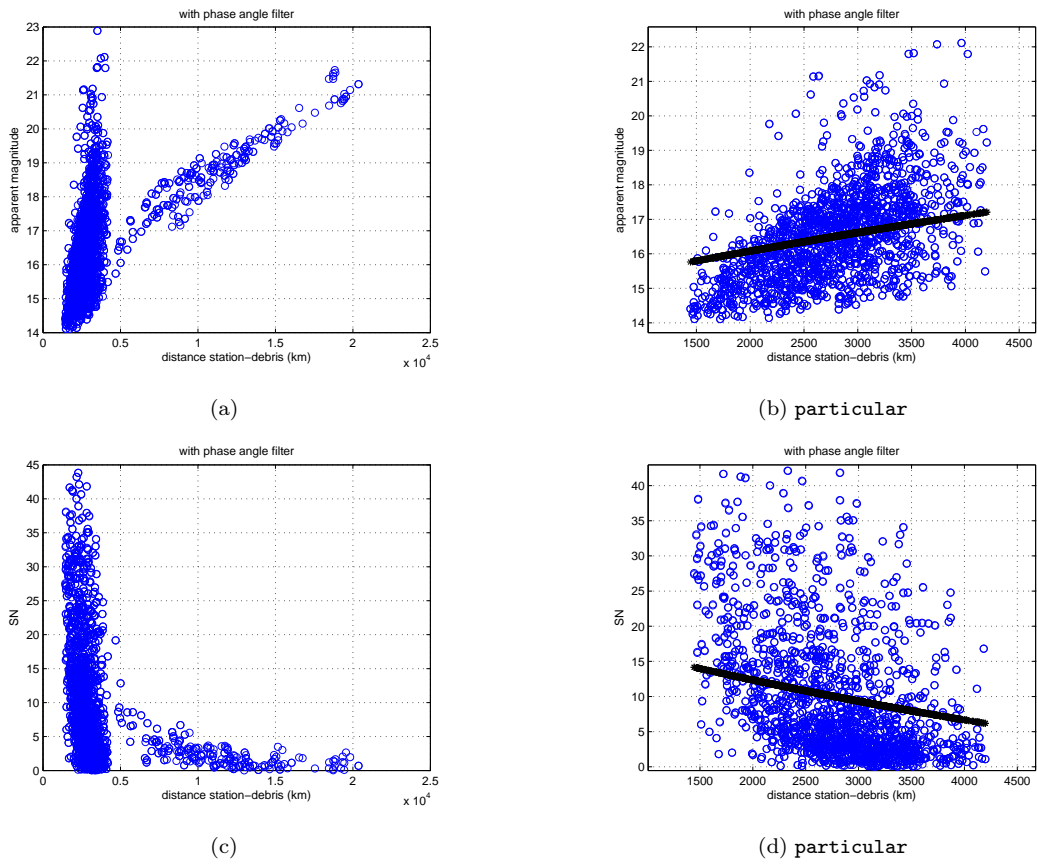 with phase angle filter
23
22
21
20
19
18
17
16
15
14
apparent magnitude
0 0.5 1 1.5 2 2.5
distance station−debris (km)
x 10^4
(a)
with phase angle filter
22
21
20
19
18
17
16
15
14
apparent magnitude
1500 2000 2500 3000 3500 4000 4500
distance station−debris (km)
(b) particular
with phase angle filter
45
40
35
30
25
20
15
10
5
0
SN
0 0.5 1 1.5 2 2.5
distance station−debris (km)
x 10^4
(c)
with phase angle filter
40
35
30
25
20
15
10
5
0
SN
1500 2000 2500 3000 3500 4000 4500
distance station−debris (km)
(d) particular